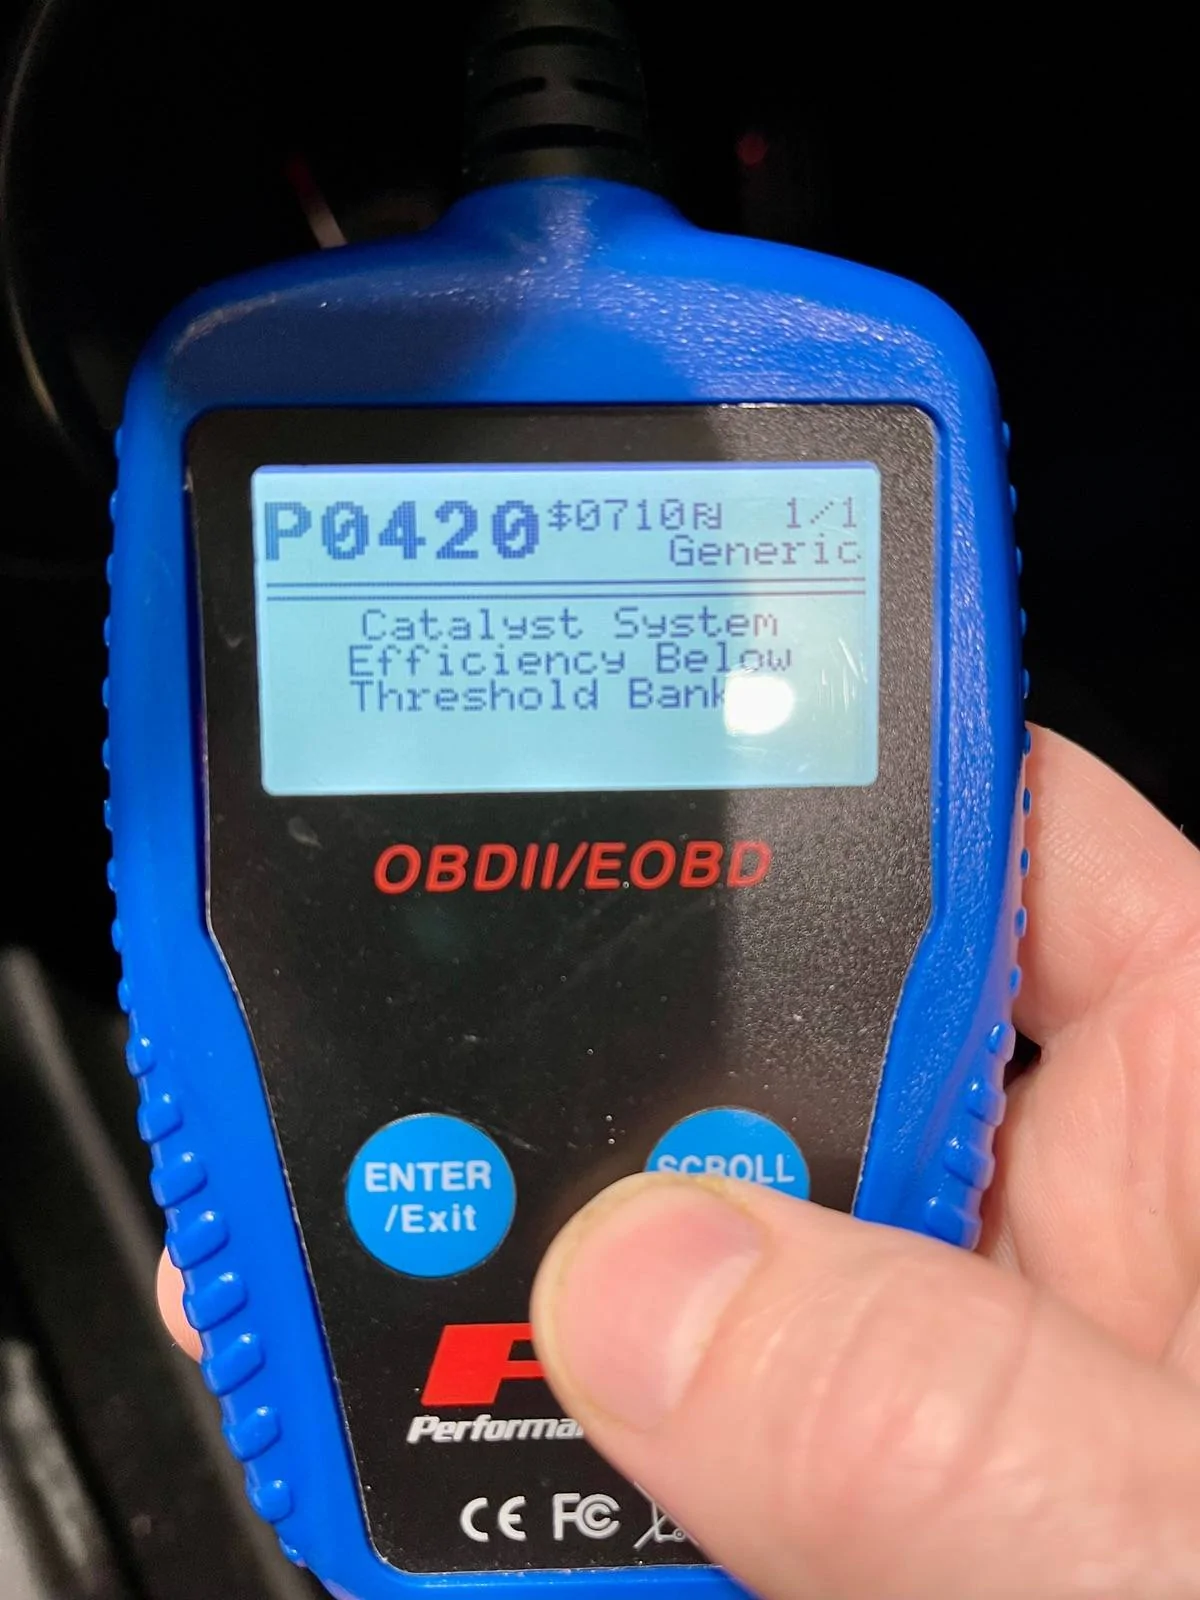 P0420 $0710 1/1
Generic
Catalyst System
Efficiency Below
Threshold Bank
OBDII/EOBD
ENTER
/Exit
SCROLL
CE FC